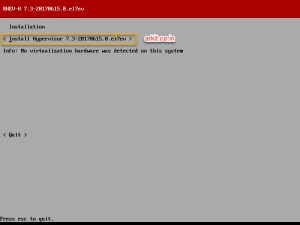 RHEV-H 7.3-20170615.0.el7ev
Installation
< Install Hypervisor 7.3-20170615.0.el7ev >
arkit.co.in
Info: No virtualization hardware was detected on this system
< Quit >
Press esc to quit.